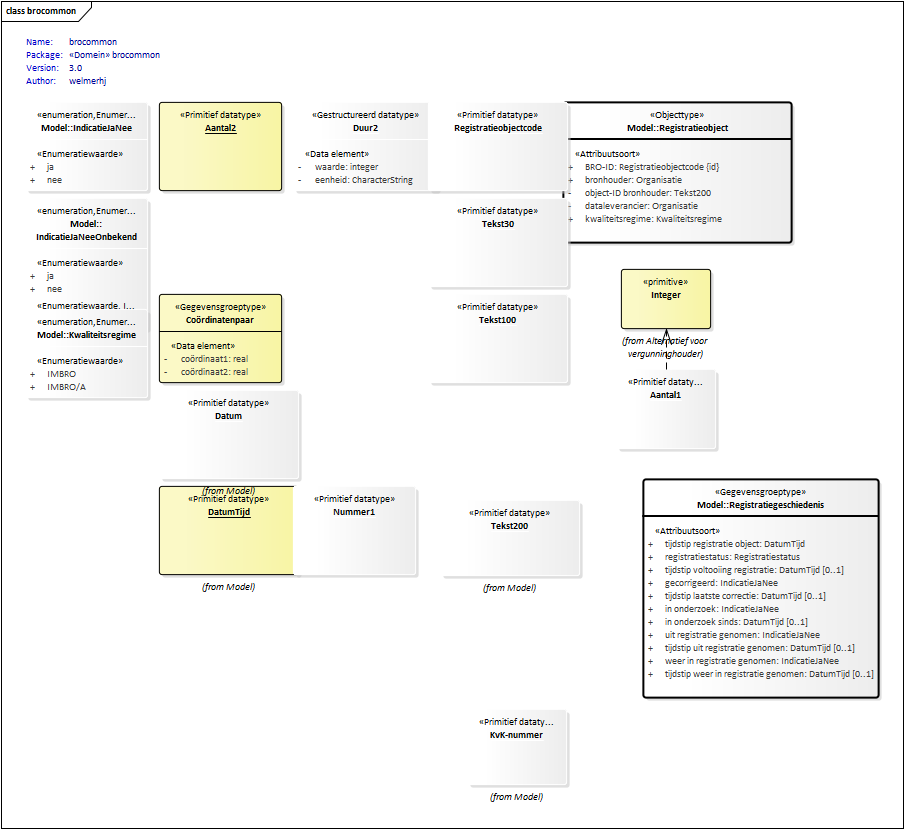 class brocommon
Name: brocommon
Package: «Domein» brocommon
Version: 3.0
Author: welmerhj
«enumeration,Enumer...
Model::IndicatieJaNee
«Enumeratiewaarde»
+ ja
+ nee
«Primitief datatype»
Aantal2
«Gestructureerd datatype»
Duur2
«Data element»
- waarde: integer
- eenheid: CharacterString
«Primitief datatype»
Registratieobjectcode
«Objecttype»
Model::Registratieobject
«Attribuutsoort»
+ BRO-ID: Registratieobjectcode {id}
+ bronhouder: Organisatie
- object-ID bronhouder: Tekst200
- dataleverancier: Organisatie
+ kwaliteitsregime: Kwaliteitsregime
«enumeration,Enumer...
Model::
IndicatieJaNeeOnbekend
«Enumeratiewaarde»
+ ja
+ nee
«Enumeratiewaarde, I...
«Primitief datatype»
Tekst30
«primitive»
Integer
(from Alternatief voor
vergunninghouder)
«enumeration,Enumer...
Model::Kwaliteitsregime
«Enumeratiewaarde»
+ IMBRO
+ IMBRO/A
«Gegevensgroeptype»
Coördinatenpaar
«Data element»
- coördinaat1: real
- coördinaat2: real
«Primitief datatype»
Tekst100
«Primitief dataty...
Aantal1
«Primitief datatype»
Datum
(from Model)
«Primitief datatype»
DatumTijd
(from Model)
«Primitief datatype»
Nummer1
«Primitief datatype»
Tekst200
(from Model)
«Gegevensgroeptype»
Model::Registratiegeschiedenis
«Attribuutsoort»
+ tijdstip registratie object: DatumTijd
+ registratiestatus: Registratiestatus
+ tijdstip voltooiing registratie: DatumTijd [0..1]
+ gecorrigeerd: IndicatieJaNee
+ tijdstip laatste correctie: DatumTijd [0..1]
+ in onderzoek: IndicatieJaNee
+ in onderzoek sinds: DatumTijd [0..1]
+ uit registratie genomen: IndicatieJaNee
+ tijdstip uit registratie genomen: DatumTijd [0..1]
+ weer in registratie genomen: IndicatieJaNee
+ tijdstip weer in registratie genomen: DatumTijd [0..1]
«Primitief dataty...
KvK-nummer
(from Model)